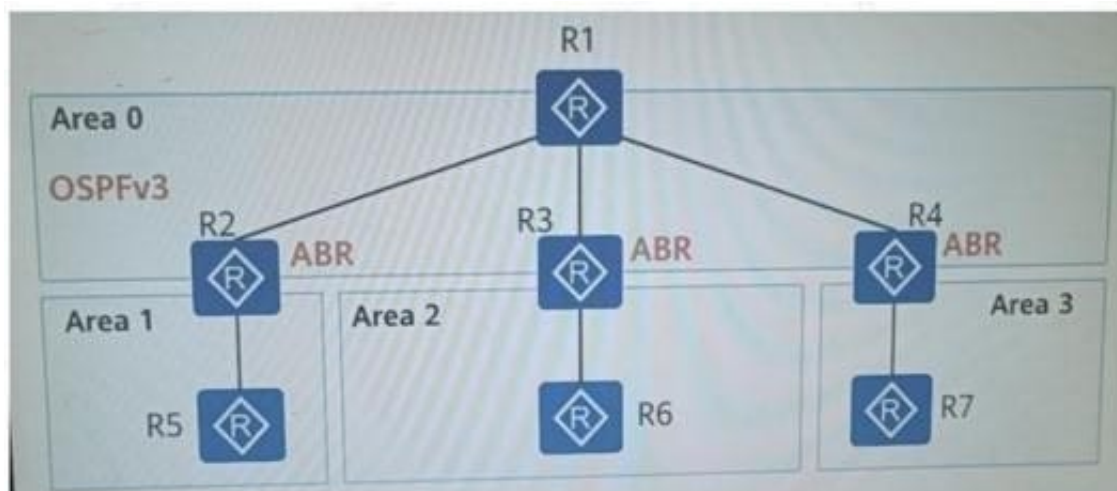 R1
R
Area 0
OSPFv3
R2
R
ABR
R3
R
ABR
R4
R
ABR
Area 1
Area 2
Area 3
R5
R
R
R6
R
R7